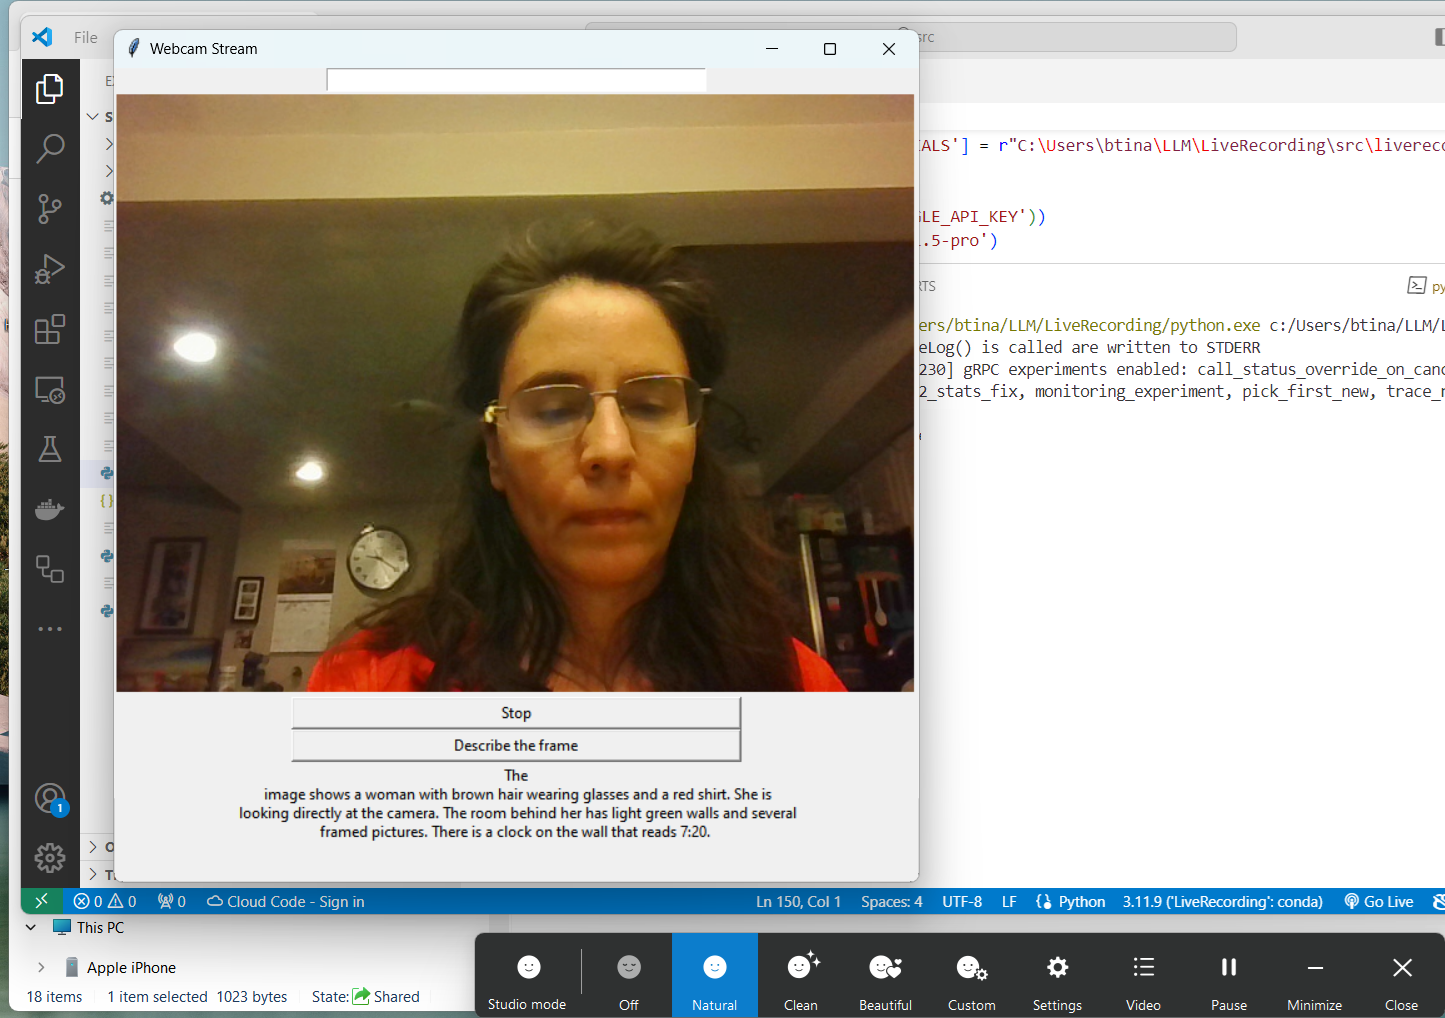 File
src
Webcam Stream
S
ALS'] = r"C:\Users\btina\LLM\LiveRecording\src\livereco
GLE_API_KEY'))
.5-pro')
RTS
py
ers/btina/LLM/LiveRecording/python.exe c:/Users/btina/LLM/L
eLog() is called are written to STDERR
230] gRPC experiments enabled: call_status_override_on_canc
2_stats_fix, monitoring_experiment, pick_first_new, trace_r
Stop
Describe the frame
The
image shows a woman with brown hair wearing glasses and a red shirt. She is
looking directly at the camera. The room behind her has light green walls and several
framed pictures. There is a clock on the wall that reads 7:20.
1
0 0 0 Cloud Code - Sign in Ln 150, Col 1 Spaces: 4 UTF-8 LF Python 3.11.9 ('LiveRecording': conda) Go Live
This PC
Apple iPhone
18 items 1 item selected 1023 bytes State: Shared
Studio mode Off Natural Clean Beautiful Custom Settings Video Pause Minimize Close